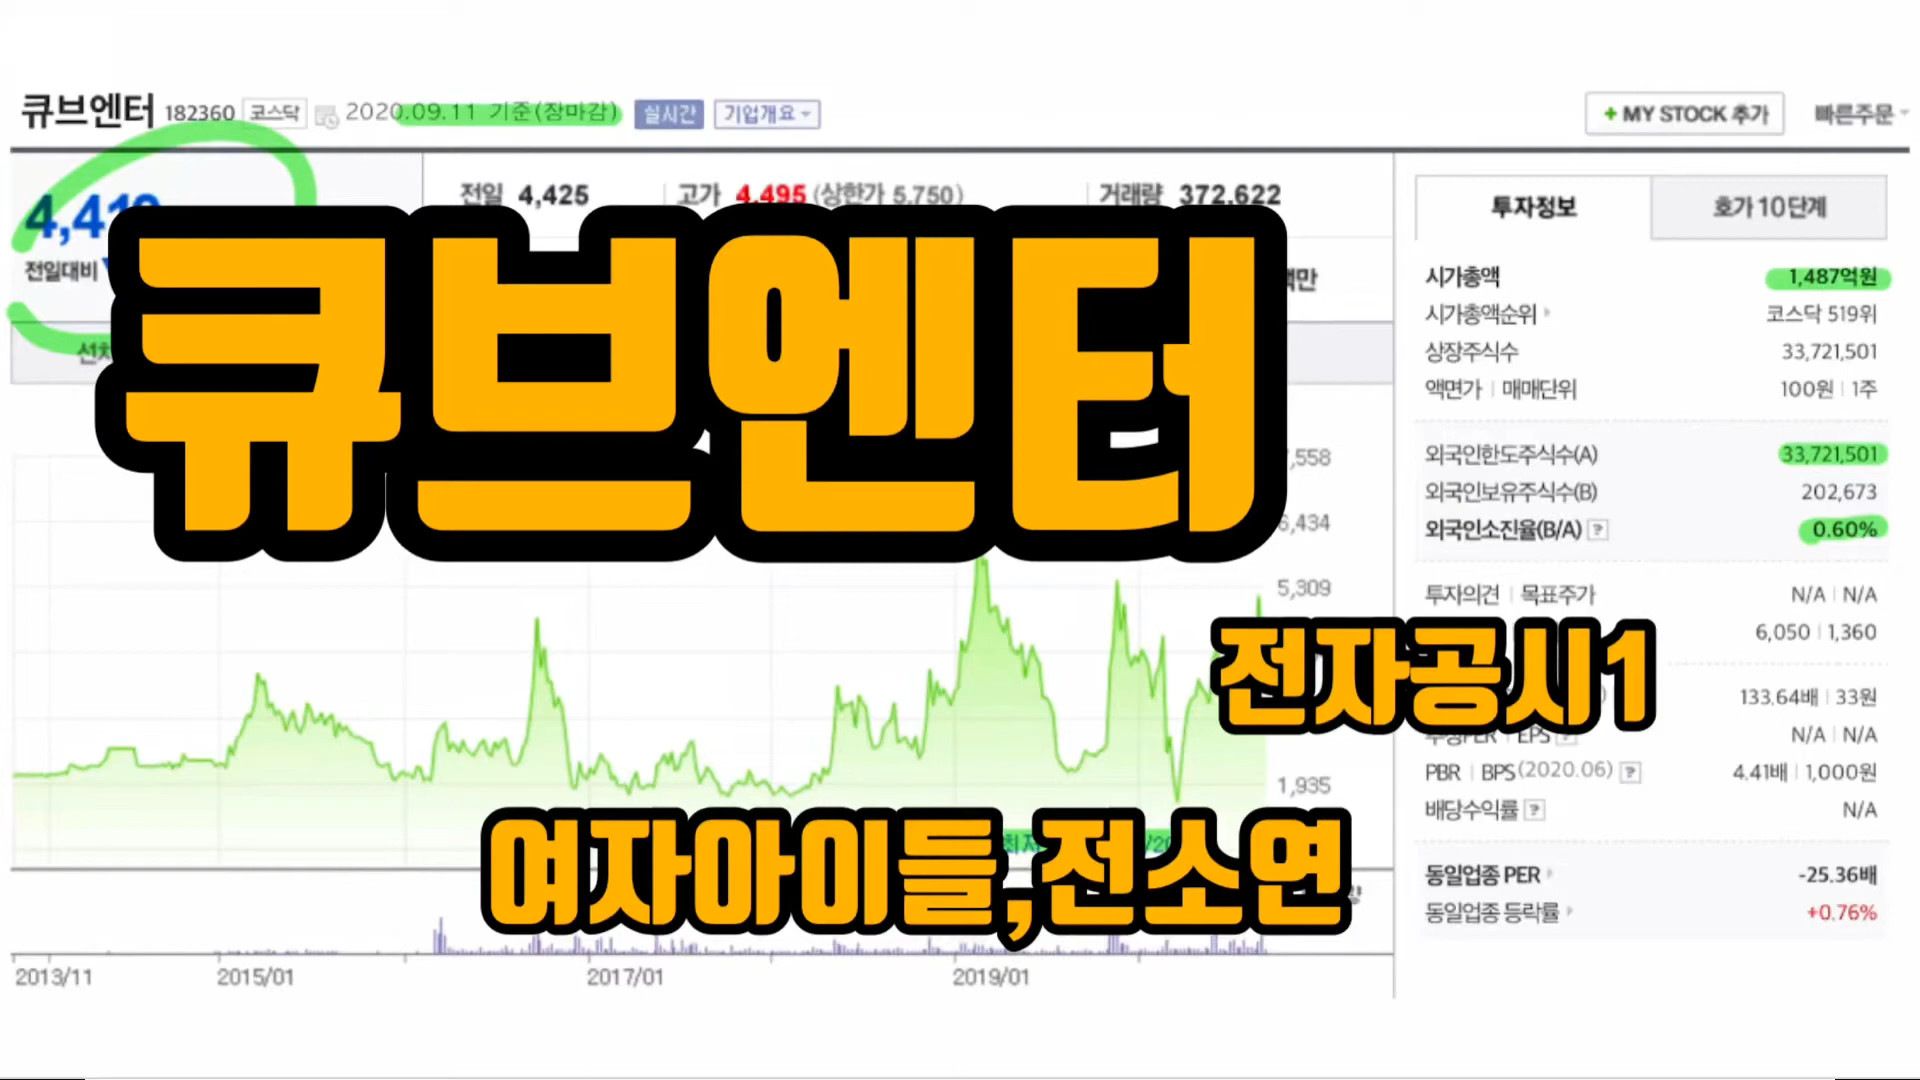 큐브엔터 182360 코스닥 2020.09.11 기준(장마감) 실시간 기업개요
+ MY STOCK 추가 빠른주문
전일 4,425 고가 4,495 (상한가 5,750) 거래량 372,622
전일대비
큐브엔터
투자정보 호가 10단계
시가총액 1,487억원
시가총액순위 코스닥 519위
상장주식수 33,721,501
액면가 | 매매단위 100원 | 1주
외국인한도주식수(A) 33,721,501
외국인보유주식수(B) 202,673
외국인소진율(B/A) ? 0.60%
투자의견 | 목표주가 N/A | N/A
6,050 | 1,360
133.64배 | 33원
EPS ? N/A | N/A
PBR | BPS(2020.06) ? 4.41배 | 1,000원
배당수익률 ? N/A
동일업종 PER -25.36배
동일업종 등락률 +0.76%
5,309
1,935
전자공시1
여자아이들,전소연
2013/11 2015/01 2017/01 2019/01